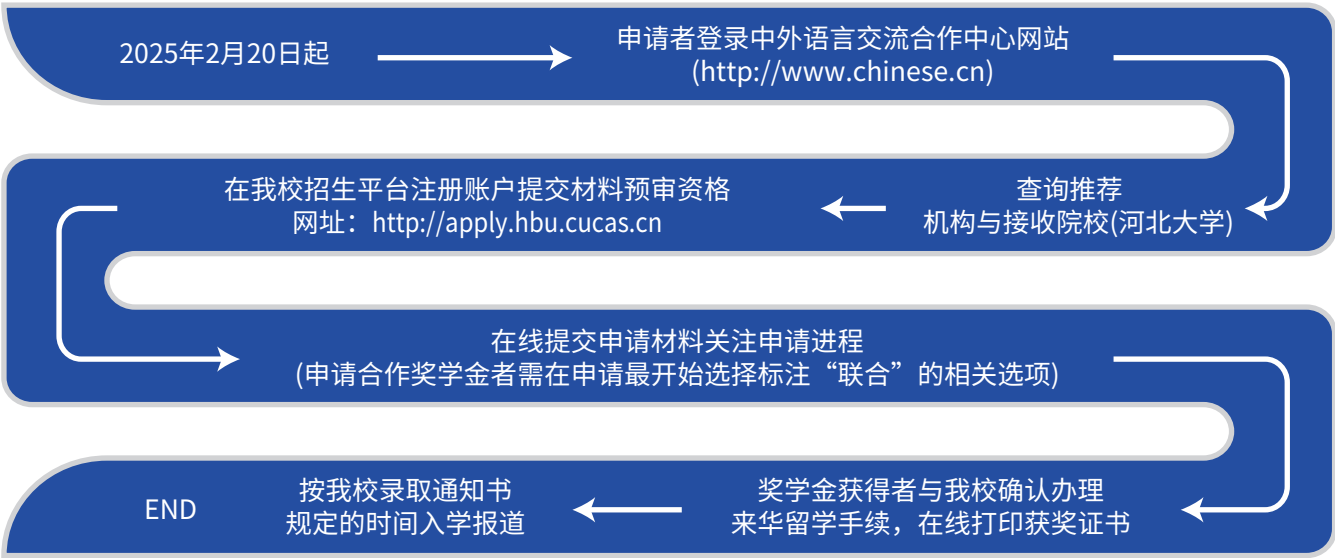 2025年2月20日起
申请者登录中外语言交流合作中心网站
(http://www.chinese.cn)
查询推荐
机构与接收院校(河北大学)
在我校招生平台注册账户提交材料预审资格
网址：http://apply.hbu.cucas.cn
在线提交申请材料关注申请进程
(申请合作奖学金者需在申请最开始选择标注“联合”的相关选项)
奖学金获得者与我校确认办理
来华留学手续，在线打印获奖证书
按我校录取通知书
规定的时间入学报道
END